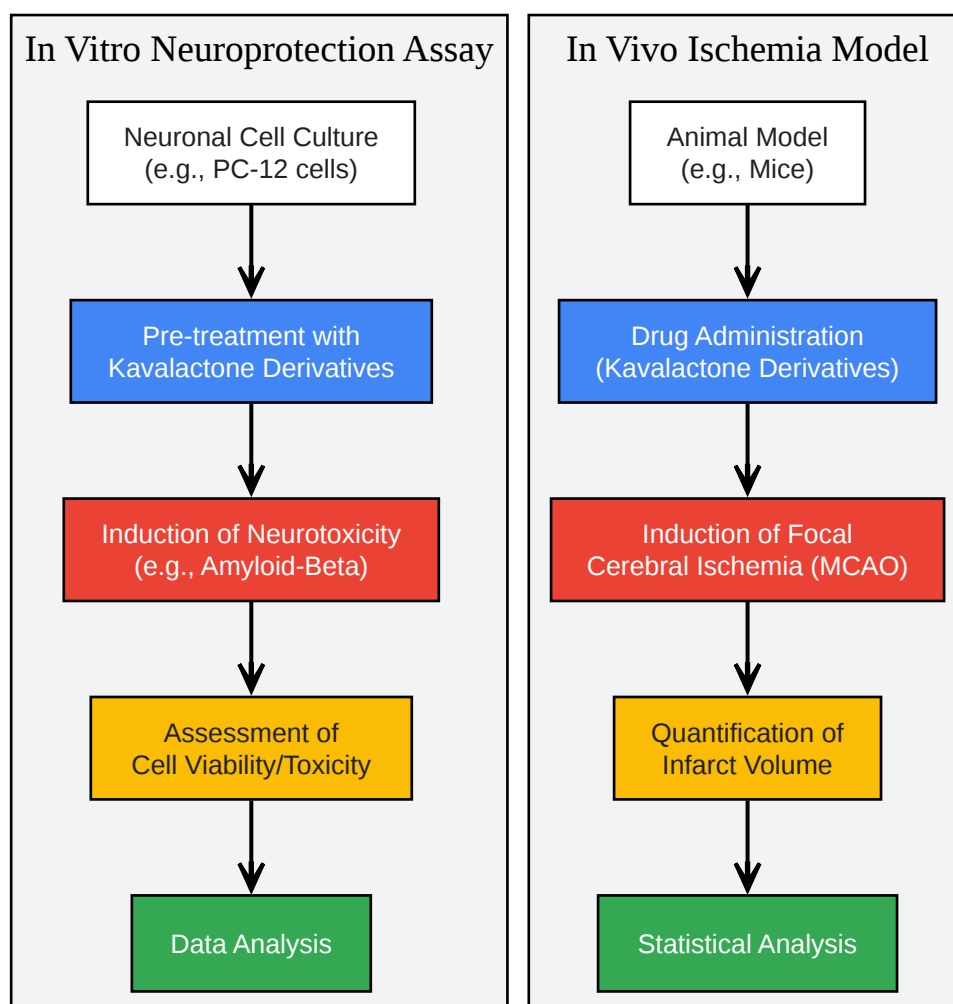 In Vitro Neuroprotection Assay
Neuronal Cell Culture
(e.g., PC-12 cells)
Pre-treatment with
Kavalactone Derivatives
Induction of Neurotoxicity
(e.g., Amyloid-Beta)
Assessment of
Cell Viability/Toxicity
Data Analysis
In Vivo Ischemia Model
Animal Model
(e.g., Mice)
Drug Administration
(Kavalactone Derivatives)
Induction of Focal
Cerebral Ischemia (MCAO)
Quantification of
Infarct Volume
Statistical Analysis